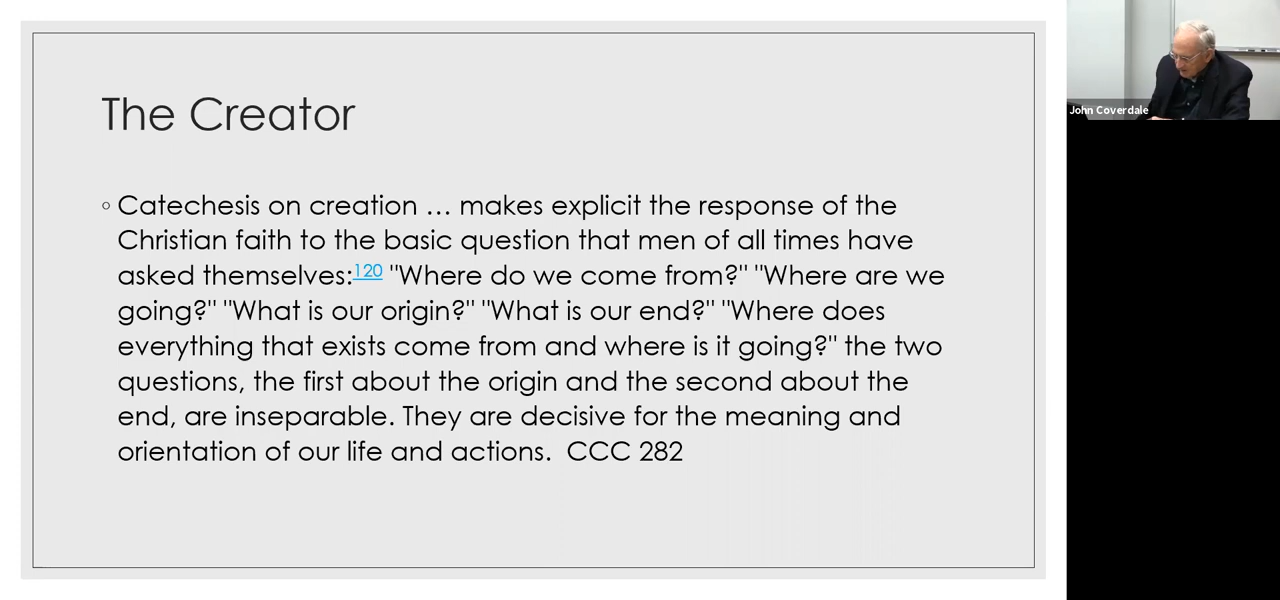 The Creator
◦ Catechesis on creation … makes explicit the response of the
Christian faith to the basic question that men of all times have
asked themselves:120 "Where do we come from?" "Where are we
going?" "What is our origin?" "What is our end?" "Where does
everything that exists come from and where is it going?" the two
questions, the first about the origin and the second about the
end, are inseparable. They are decisive for the meaning and
orientation of our life and actions.  CCC 282
John Coverdale